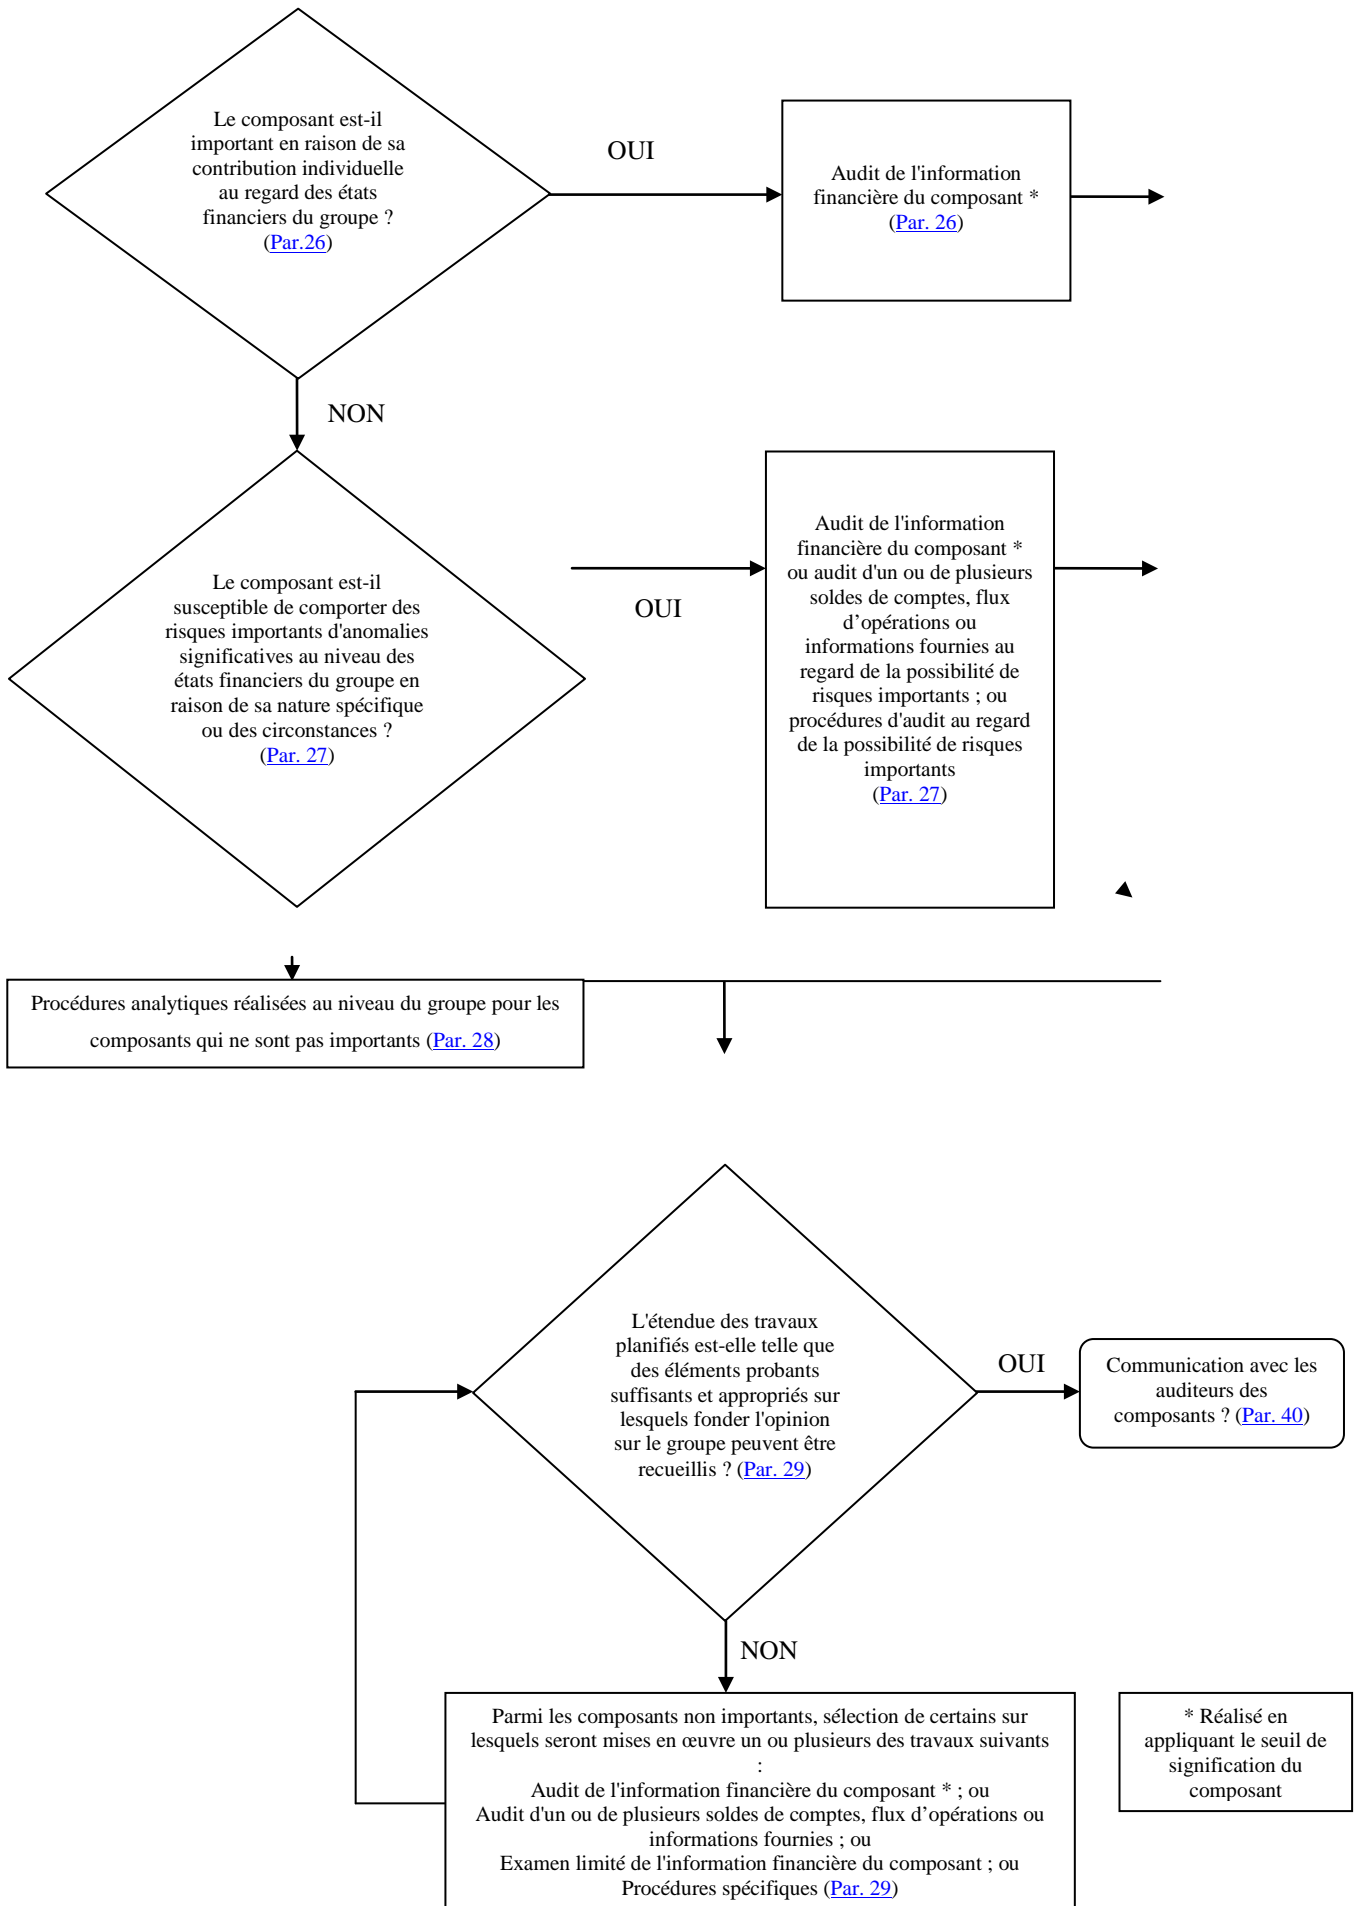 Le composant est-il
important en raison de sa
contribution individuelle
au regard des états
financiers du groupe ?
(Par.26)
OUI
Audit de l'information
financière du composant *
(Par. 26)
NON
Le composant est-il
susceptible de comporter des
risques importants d'anomalies
significatives au niveau des
états financiers du groupe en
raison de sa nature spécifique
ou des circonstances ?
(Par. 27)
OUI
Audit de l'information
financière du composant *
ou audit d'un ou de plusieurs
soldes de comptes, flux
d’opérations ou
informations fournies au
regard de la possibilité de
risques importants ; ou
procédures d'audit au regard
de la possibilité de risques
importants
(Par. 27)
Procédures analytiques réalisées au niveau du groupe pour les
composants qui ne sont pas importants (Par. 28)
L'étendue des travaux
planifiés est-elle telle que
des éléments probants
suffisants et appropriés sur
lesquels fonder l'opinion
sur le groupe peuvent être
recueillis ? (Par. 29)
OUI
Communication avec les
auditeurs des
composants ? (Par. 40)
NON
Parmi les composants non importants, sélection de certains sur
lesquels seront mises en œuvre un ou plusieurs des travaux suivants
:
Audit de l'information financière du composant * ; ou
Audit d'un ou de plusieurs soldes de comptes, flux d’opérations ou
informations fournies ; ou
Examen limité de l'information financière du composant ; ou
Procédures spécifiques (Par. 29)
* Réalisé en
appliquant le seuil de
signification du
composant